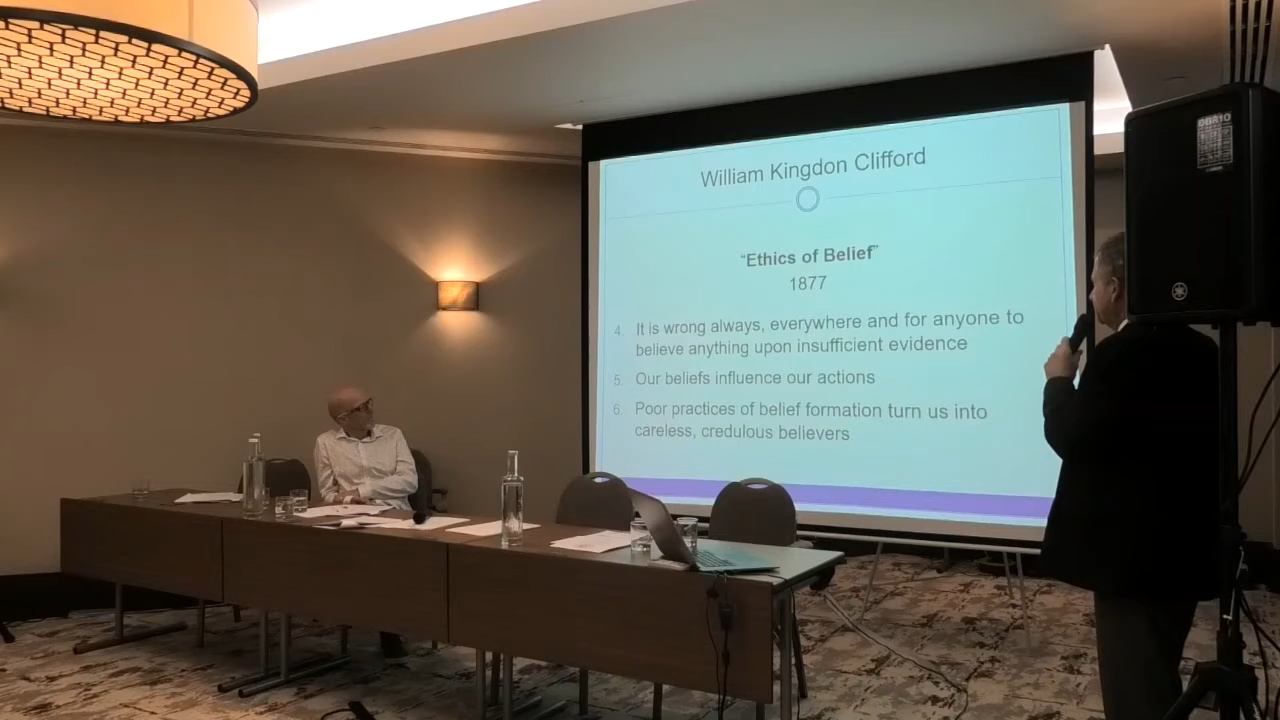 William Kingdon Clifford
“Ethics of Belief”
1877
4. It is wrong always, everywhere and for anyone to
believe anything upon insufficient evidence
5. Our beliefs influence our actions
6. Poor practices of belief formation turn us into
careless, credulous believers
DBR10